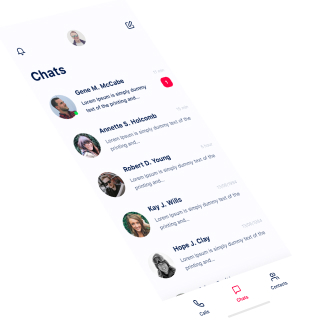 Chats
Gene M. McCabe
Lorem Ipsum is simply dummy
text of the printing and...
1
Annette S. Holcomb
Lorem Ipsum is simply dummy text of the
printing and...
Robert D. Young
Lorem Ipsum is simply dummy text of the
printing and...
Kay J. Wills
Lorem Ipsum is simply dummy text of the
printing and...
Hope J. Clay
Lorem Ipsum is simply dummy text of the
printing and...
Calls
Chats
Contacts